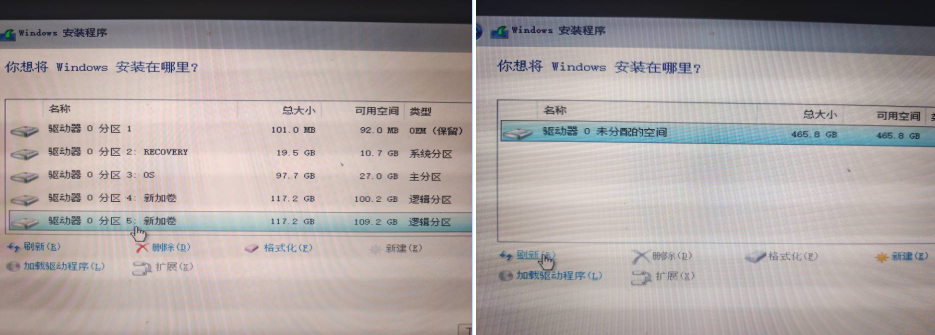 Windows 安装程序
你想将 Windows 安装在哪里?
名称 总大小 可用空间 类型
驱动器 0 分区 1 101.0 MB 92.0 MB OEM (保留)
驱动器 0 分区 2: RECOVERY 19.5 GB 10.7 GB 系统分区
驱动器 0 分区 3: OS 97.7 GB 27.0 GB 主分区
驱动器 0 分区 4: 新加卷 117.2 GB 100.2 GB 逻辑分区
驱动器 0 分区 5: 新加卷 117.2 GB 109.2 GB 逻辑分区
刷新(R) 删除(D) 格式化(F) 新建(E)
加载驱动程序(L) 扩展(X)
Windows 安装程序
你想将 Windows 安装在哪里?
名称 总大小 可用空间
驱动器 0 未分配的空间 465.8 GB 465.8 GB
刷新 删除(D) 格式化(F) 新建(E)
加载驱动程序(L) 扩展(X)